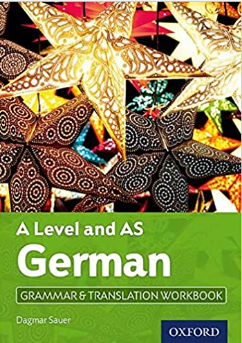 A Level and AS
German
GRAMMAR & TRANSLATION WORKBOOK
Dagmar Sauer
OXFORD